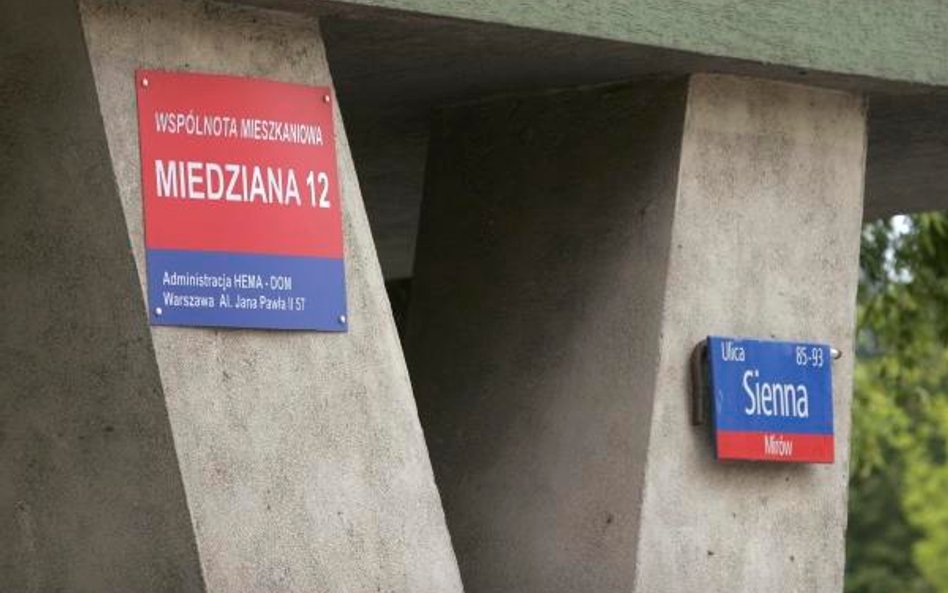 WSPÓLNOTA MIESZKANIOWA
MIEDZIANA 12
Administracja HEMA - DOM
Warszawa Al. Jana Pawła II 57
Ulica 85-93
Sienna
Mirów